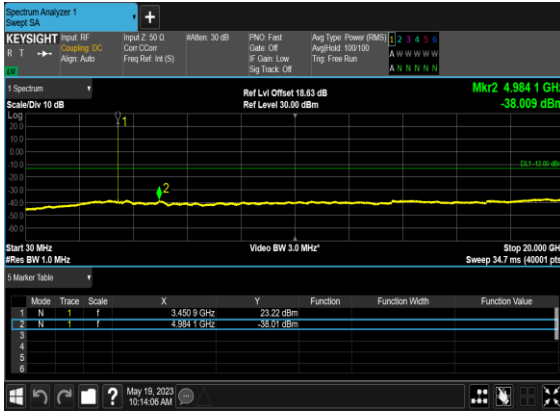 Spectrum Analyzer 1
Swept SA
+
KEYSIGHT Input: RF Input Z: 50 Ω #Atten: 30 dB PNO: Fast Avg Type: Power (RMS) 1 2 3 4 5 6
R T Coupling: DC Corr CCorr Gate: Off Avg|Hold: 100/100 A W W W W W
Align: Auto Freq Ref: Int (S) IF Gain: Low Trig: Free Run
Sig Track: Off A N N N N N
1 Spectrum Ref Lvl Offset 18.63 dB Mkr2 4.984 1 GHz
Scale/Div 10 dB Ref Level 30.00 dBm -38.009 dBm
Log
20.0
10.0
0.00
-10.0
-20.0
-30.0
-40.0
-50.0
-60.0
1
2
DL1 -13.00 dBm
Start 30 MHz Video BW 3.0 MHz* Stop 20.000 GHz
#Res BW 1.0 MHz Sweep 34.7 ms (40001 pts)
5 Marker Table
Mode Trace Scale X Y Function Function Width Function Value
1 N 1 f 3.450 9 GHz 23.22 dBm
2 N 1 f 4.984 1 GHz -38.01 dBm
3
4
5
6
? May 19, 2023
10:14:06 AM